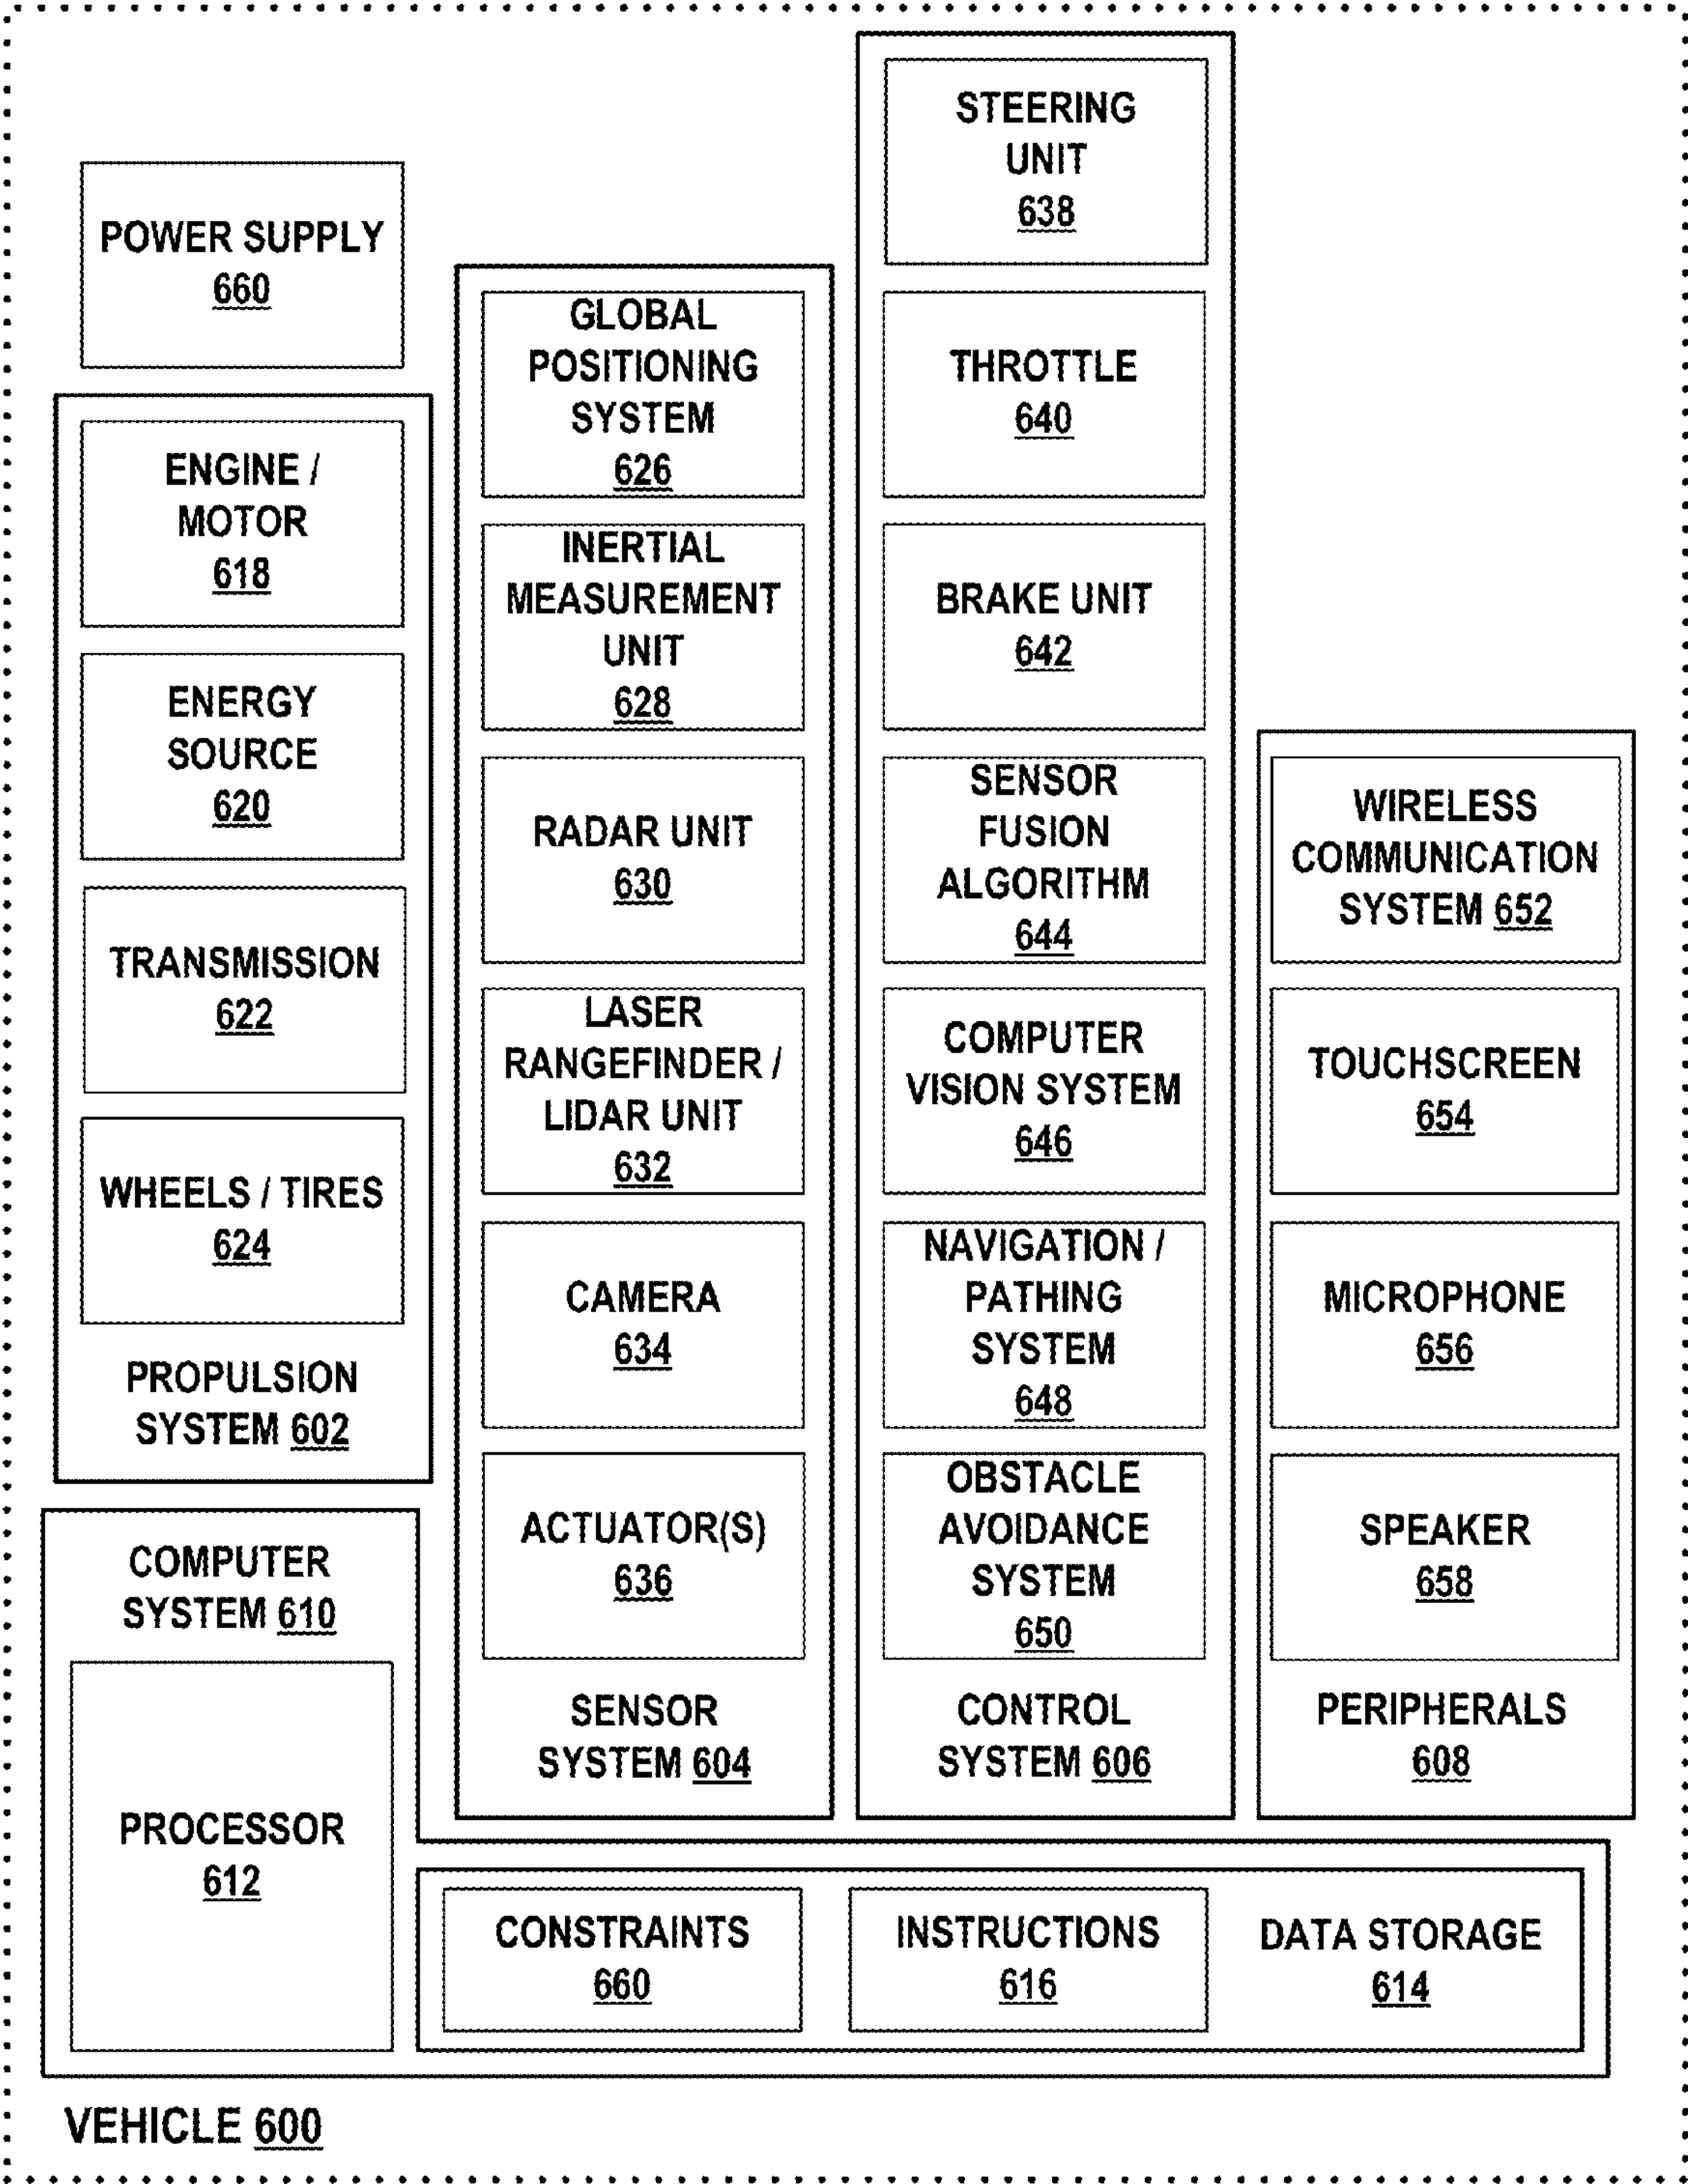 POWER SUPPLY
660
ENGINE /
MOTOR
618
ENERGY
SOURCE
620
TRANSMISSION
622
WHEELS / TIRES
624
PROPULSION
SYSTEM 602
GLOBAL
POSITIONING
SYSTEM
626
INERTIAL
MEASUREMENT
UNIT
628
RADAR UNIT
630
LASER
RANGEFINDER /
LIDAR UNIT
632
CAMERA
634
ACTUATOR(S)
636
SENSOR
SYSTEM 604
STEERING
UNIT
638
THROTTLE
640
BRAKE UNIT
642
SENSOR
FUSION
ALGORITHM
644
COMPUTER
VISION SYSTEM
646
NAVIGATION /
PATHING
SYSTEM
648
OBSTACLE
AVOIDANCE
SYSTEM
650
CONTROL
SYSTEM 606
WIRELESS
COMMUNICATION
SYSTEM 652
TOUCHSCREEN
654
MICROPHONE
656
SPEAKER
658
PERIPHERALS
608
COMPUTER
SYSTEM 610
PROCESSOR
612
CONSTRAINTS
660
INSTRUCTIONS
616
DATA STORAGE
614
VEHICLE 600